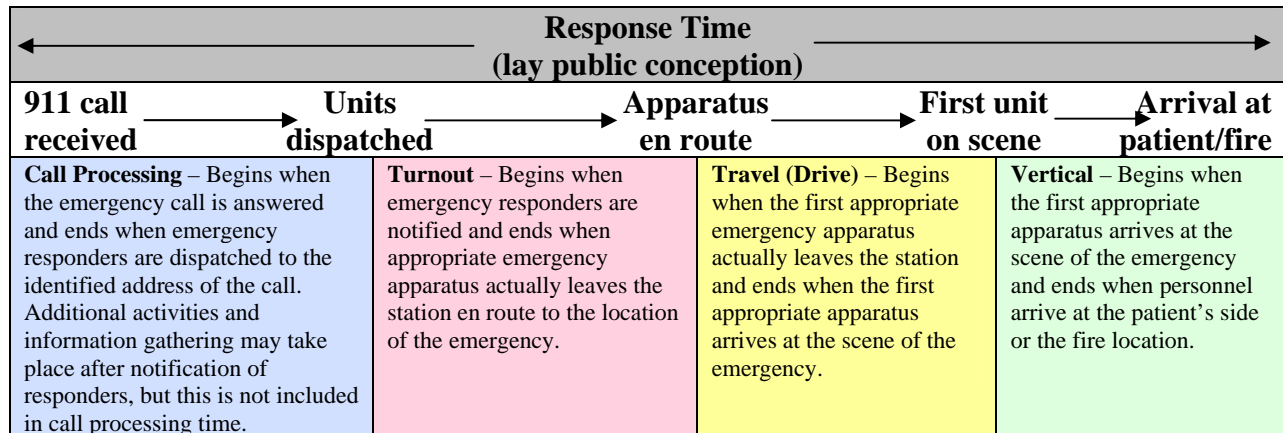 Response Time
(lay public conception)
911 call
received
Units
dispatched
Apparatus
en route
First unit
on scene
Arrival at
patient/fire
Call Processing – Begins when
the emergency call is answered
and ends when emergency
responders are dispatched to the
identified address of the call.
Additional activities and
information gathering may take
place after notification of
responders, but this is not included
in call processing time.
Turnout – Begins when
emergency responders are
notified and ends when
appropriate emergency
apparatus actually leaves the
station en route to the location
of the emergency.
Travel (Drive) – Begins
when the first appropriate
emergency apparatus
actually leaves the station
and ends when the first
appropriate apparatus
arrives at the scene of the
emergency.
Vertical – Begins when
the first appropriate
apparatus arrives at the
scene of the emergency
and ends when personnel
arrive at the patient’s side
or the fire location.